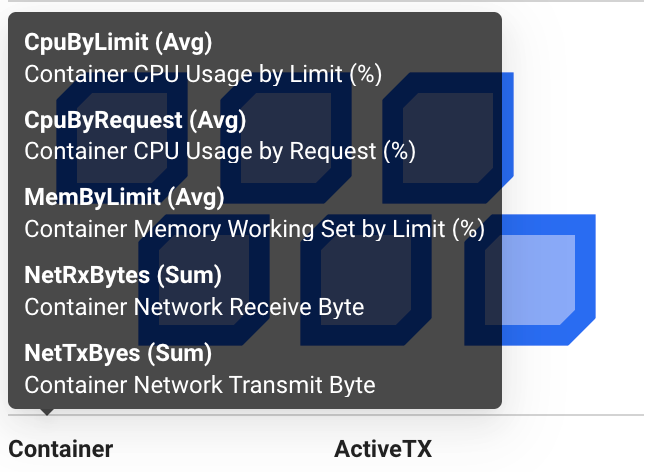 CpuByLimit (Avg)
Container CPU Usage by Limit (%)
CpuByRequest (Avg)
Container CPU Usage by Request (%)
MemByLimit (Avg)
Container Memory Working Set by Limit (%)
NetRxBytes (Sum)
Container Network Receive Byte
NetTxByes (Sum)
Container Network Transmit Byte
Container ActiveTX